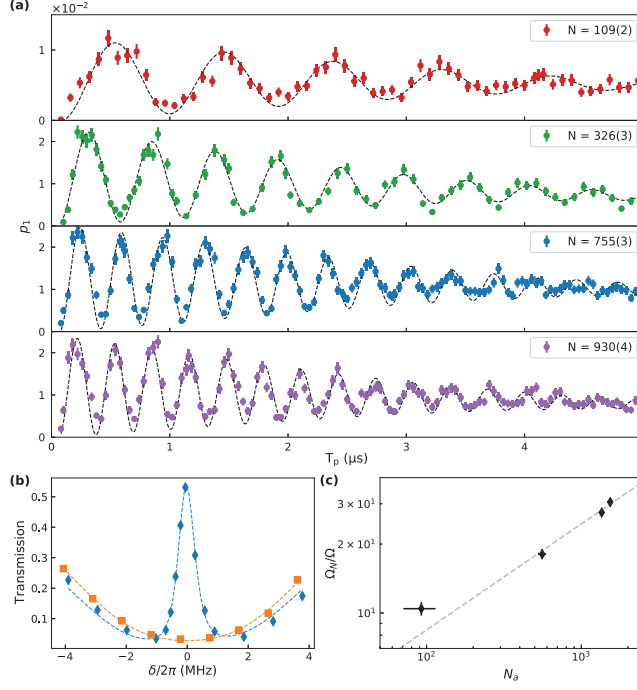 (a)
×10⁻²
N = 109(2)
1
0
N = 326(3)
2
1
0
N = 755(3)
2
1
0
N = 930(4)
2
1
0
p₁
0 1 2 3 4
Tₚ (μs)
(b)
Transmission
0.5
0.4
0.3
0.2
0.1
−4 −2 0 2 4
δ/2π (MHz)
(c)
Ω_N/Ω
3 × 10¹
2 × 10¹
10¹
10² 10³
Nₐ